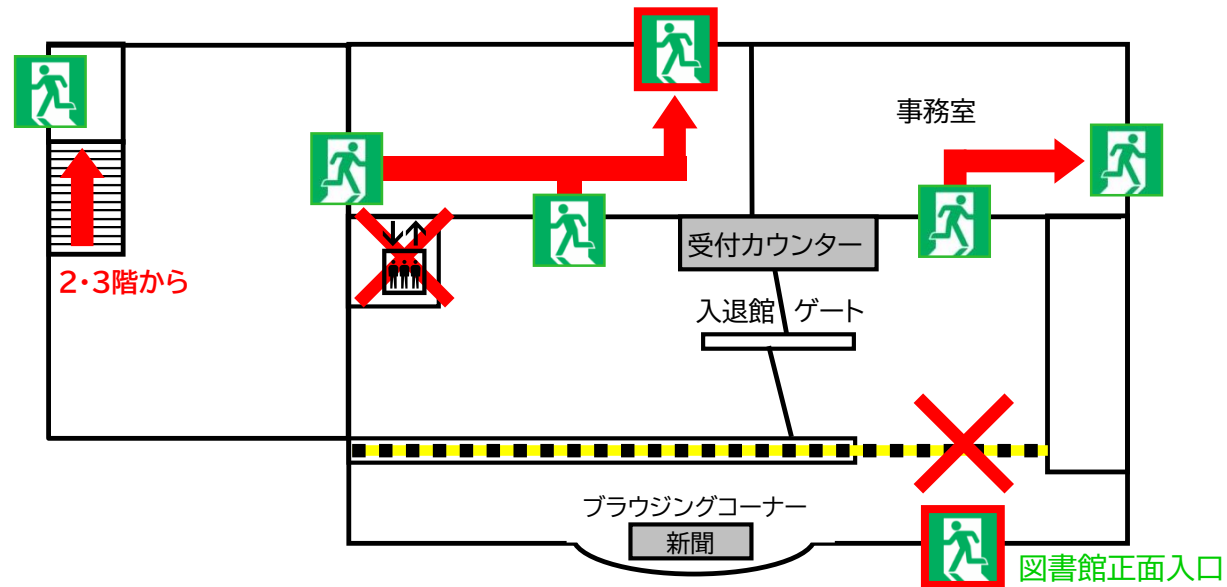 事務室
受付カウンター
2・3階から
入退館 ゲート
ブラウジングコーナー
新聞
図書館正面入口